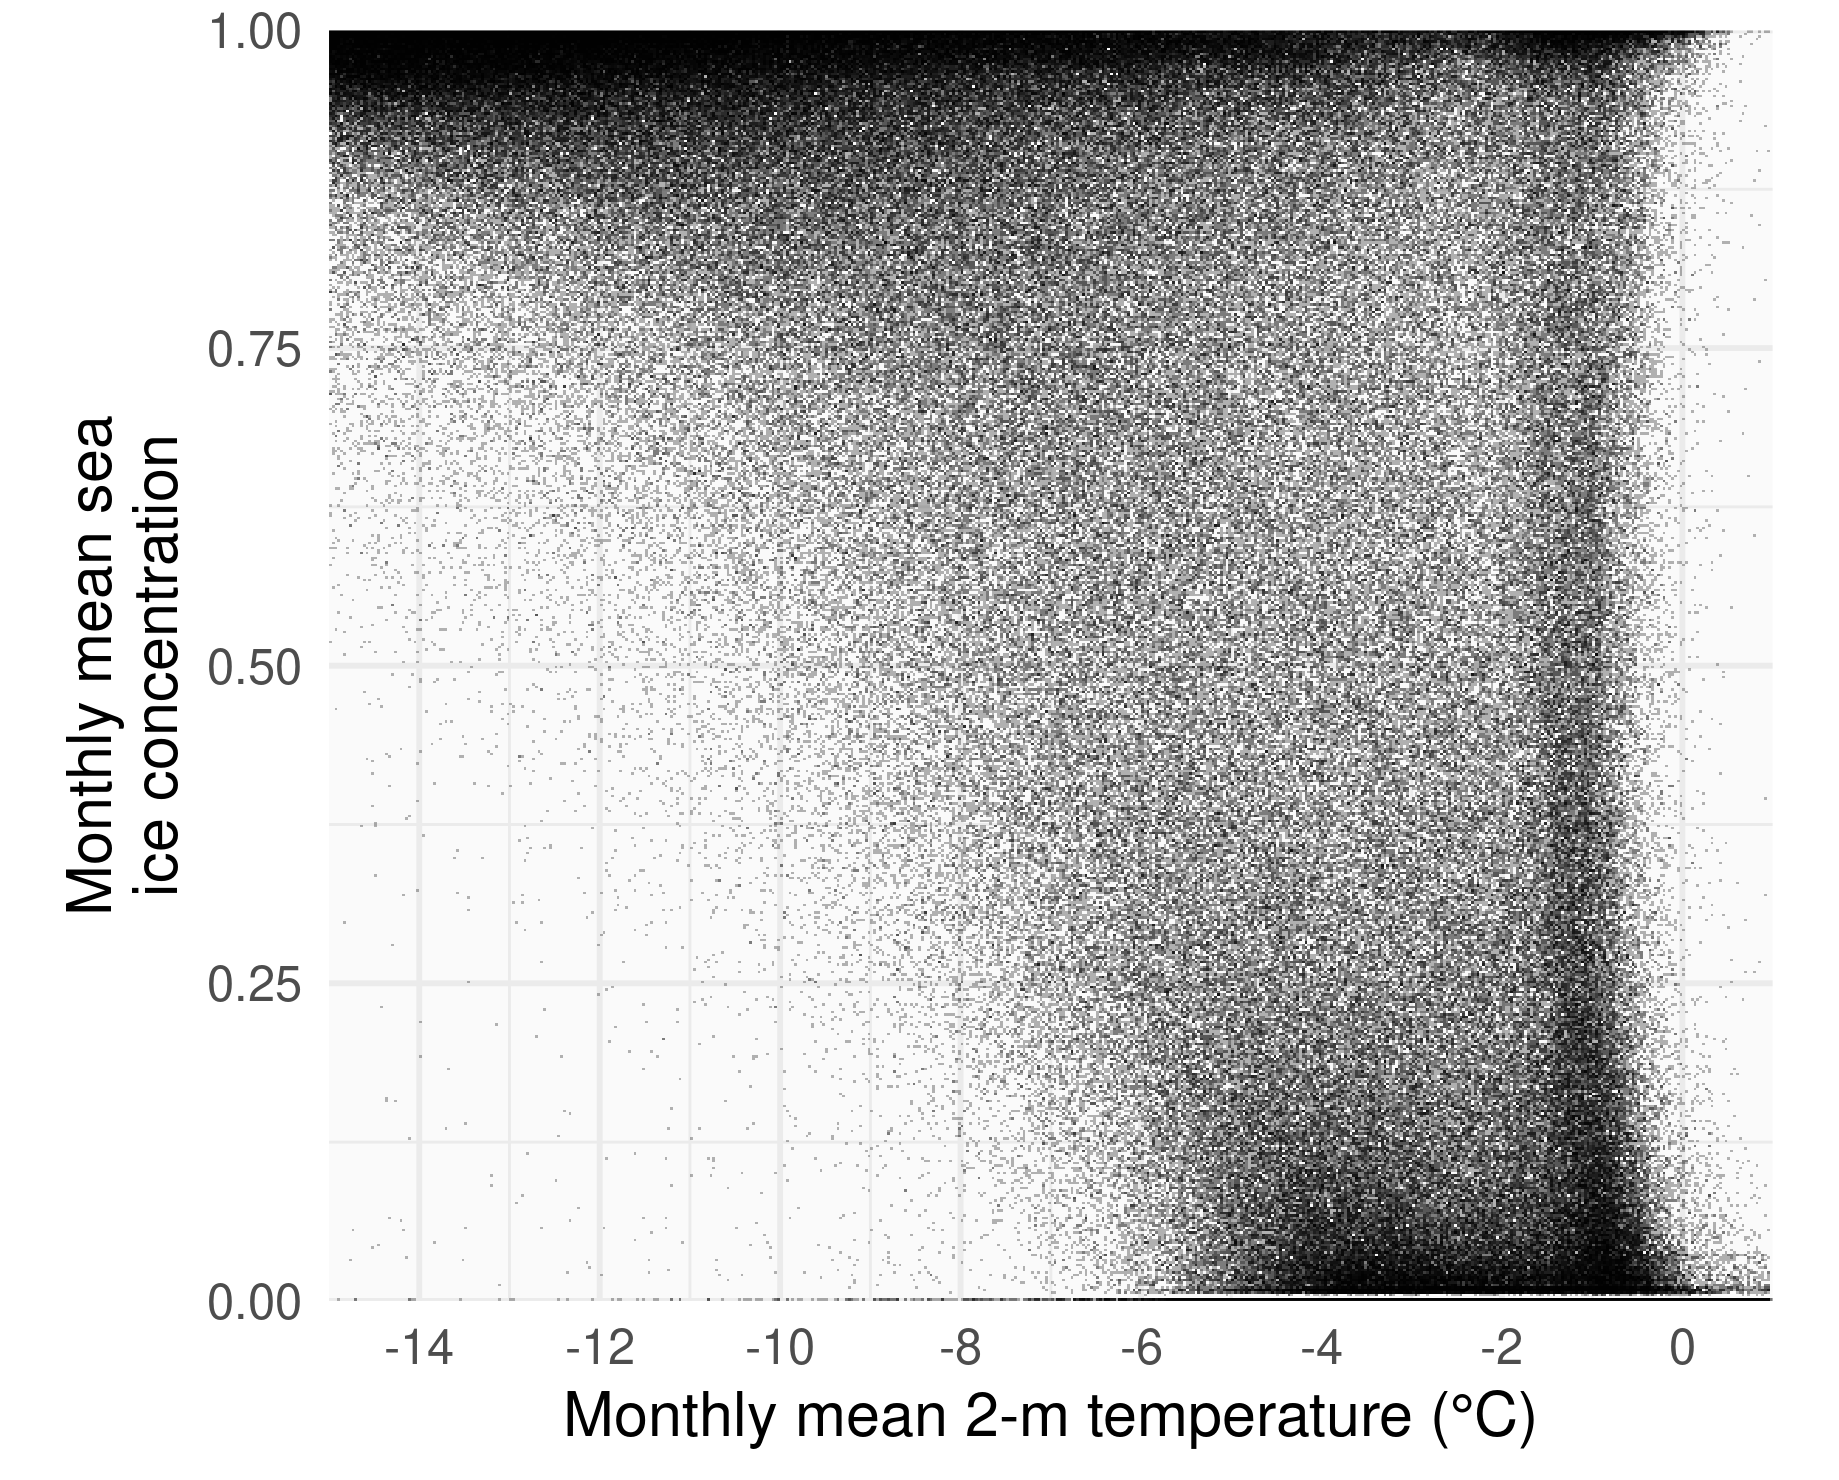 1.00
0.75
0.50
0.25
0.00
Monthly mean sea
ice concentration
-14 -12 -10 -8 -6 -4 -2 0
Monthly mean 2-m temperature (°C)